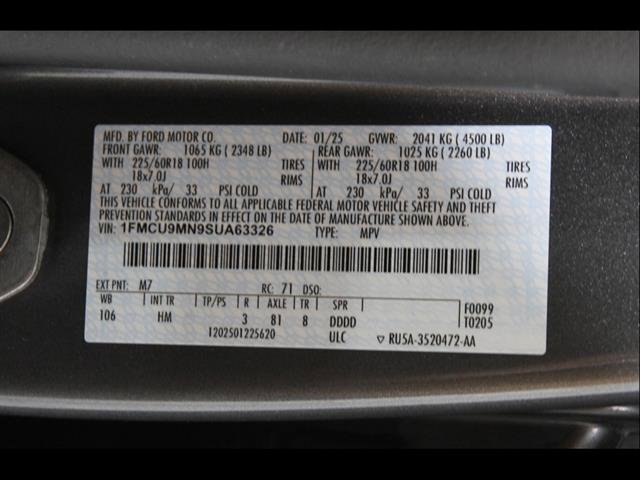 MFD. BY FORD MOTOR CO. DATE: 01/25 GVWR: 2041 KG ( 4500 LB)
FRONT GAWR: 1065 KG ( 2348 LB) REAR GAWR: 1025 KG ( 2260 LB)
WITH 225/60R18 100H TIRES WITH 225/60R18 100H TIRES
18x7.0J RIMS 18x7.0J RIMS
AT 230 kPa/ 33 PSI COLD AT 230 kPa/ 33 PSI COLD
THIS VEHICLE CONFORMS TO ALL APPLICABLE FEDERAL MOTOR VEHICLE SAFETY AND THEFT
PREVENTION STANDARDS IN EFFECT ON THE DATE OF MANUFACTURE SHOWN ABOVE.
VIN: 1FMCU9MN9SUA63326 TYPE: MPV
EXT PNT: M7 RC: 71 DSO:
WB INT TR TP/PS R AXLE TR SPR F0099
106 HM 3 81 8 DDDD T0205
1202501225620 ULC ▽ RU5A-3520472-AA